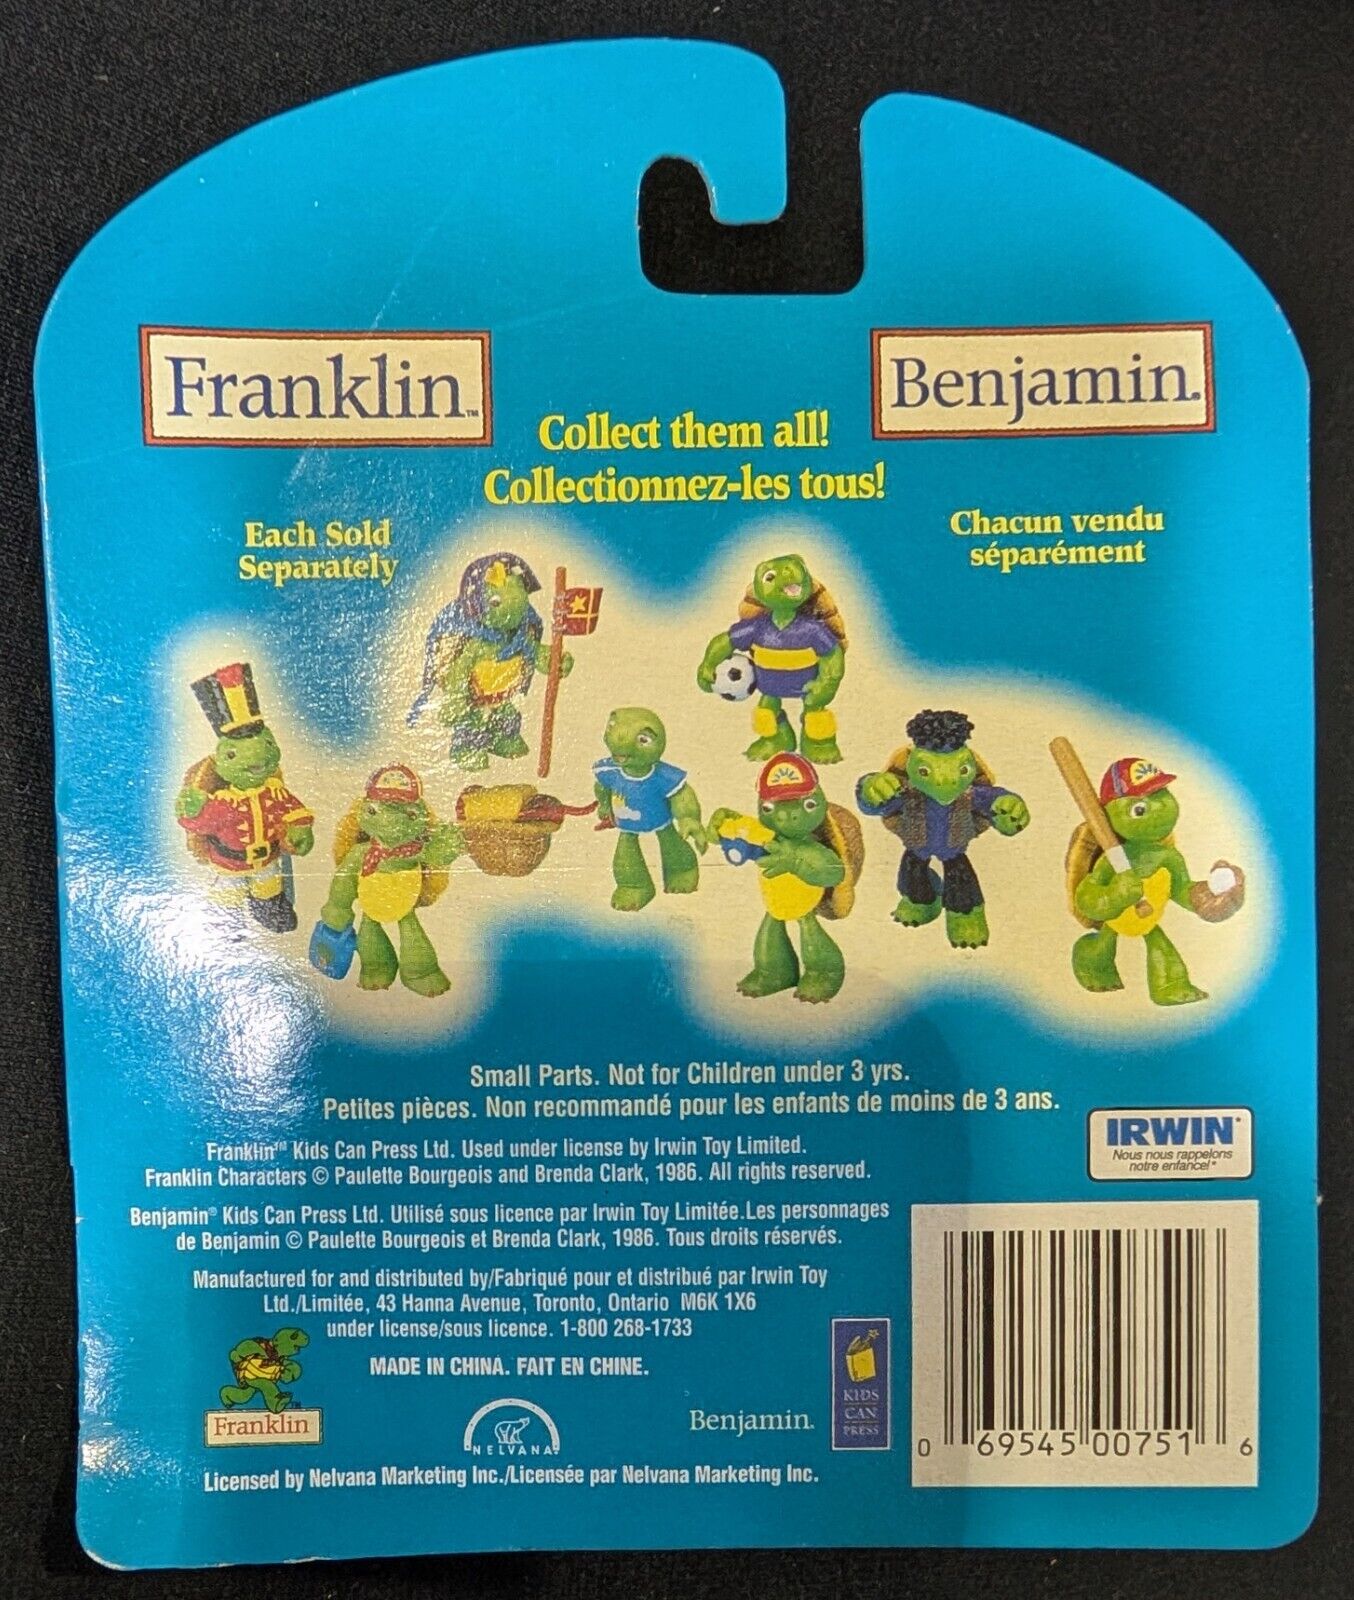 Franklin™
Benjamin.
Collect them all!
Collectionnez-les tous!
Each Sold
Separately
Chacun vendu
séparément
Small Parts. Not for Children under 3 yrs.
Petites pièces. Non recommandé pour les enfants de moins de 3 ans.
IRWIN
Nous nous rappelons
notre enfance!*
Franklin™ Kids Can Press Ltd. Used under license by Irwin Toy Limited.
Franklin Characters © Paulette Bourgeois and Brenda Clark, 1986. All rights reserved.
Benjamin® Kids Can Press Ltd. Utilisé sous licence par Irwin Toy Limitée.Les personnages
de Benjamin © Paulette Bourgeois et Brenda Clark, 1986. Tous droits réservés.
Manufactured for and distributed by/Fabriqué pour et distribué par Irwin Toy
Ltd./Limitée, 43 Hanna Avenue, Toronto, Ontario M6K 1X6
under license/sous licence. 1-800 268-1733
MADE IN CHINA. FAIT EN CHINE.
Franklin
NELVANA
Benjamin.
KIDS
CAN
PRESS
0 69545 00751 6
Licensed by Nelvana Marketing Inc./Licensée par Nelvana Marketing Inc.